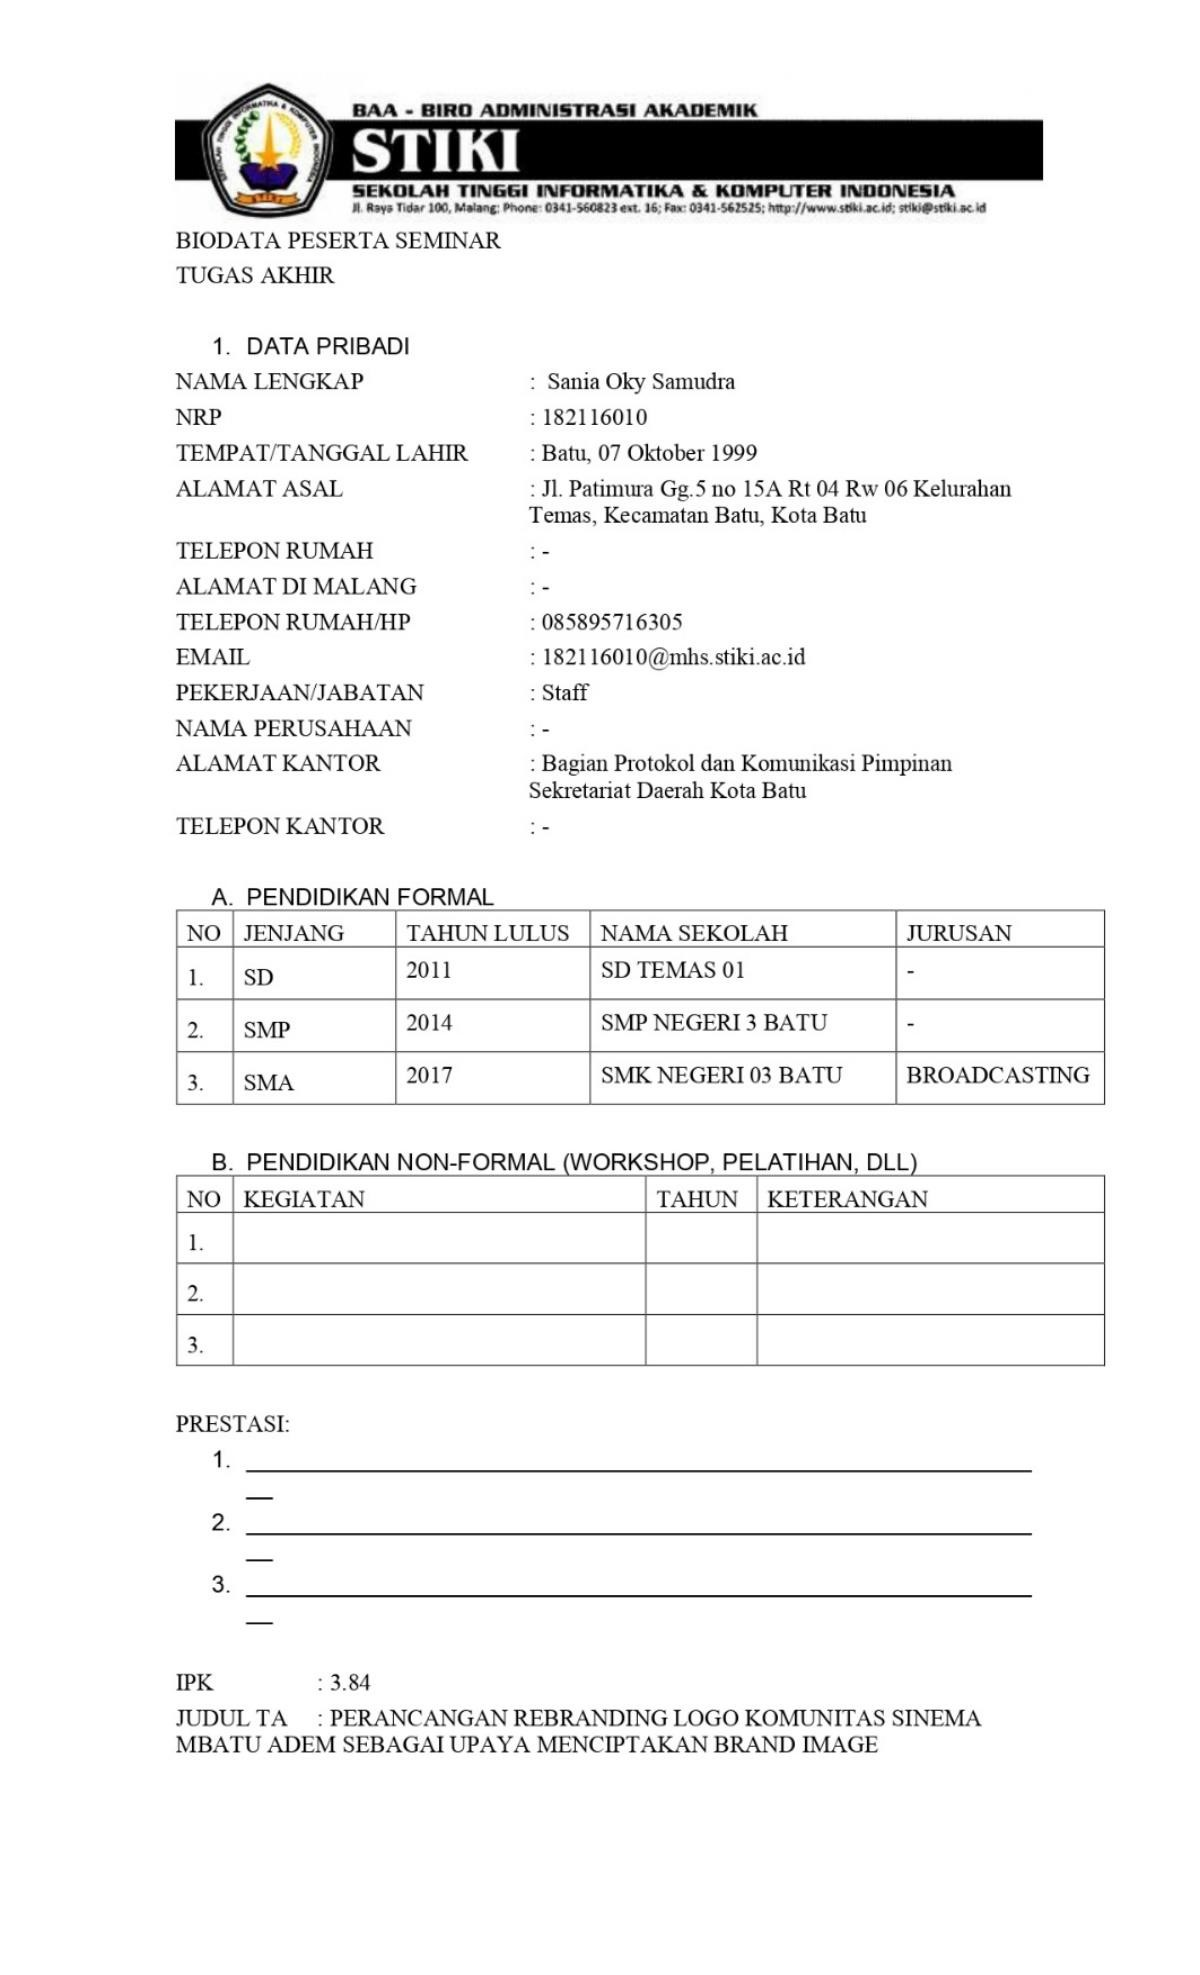 BAA - BIRO ADMINISTRASI AKADEMIK
STIKI
SEKOLAH TINGGI INFORMATIKA & KOMPUTER INDONESIA
Jl. Raya Tidar 100, Malang; Phone: 0341-560823 ext. 16; Fax: 0341-562525; http://www.stiki.ac.id; stiki@stiki.ac.id
SEKOLAH TINGGI INFORMATIKA & KOMPUTER INDONESIA
STIKI
BIODATA PESERTA SEMINAR
TUGAS AKHIR
1. DATA PRIBADI
NAMA LENGKAP : Sania Oky Samudra
NRP : 182116010
TEMPAT/TANGGAL LAHIR : Batu, 07 Oktober 1999
ALAMAT ASAL : Jl. Patimura Gg.5 no 15A Rt 04 Rw 06 Kelurahan
Temas, Kecamatan Batu, Kota Batu
TELEPON RUMAH : -
ALAMAT DI MALANG : -
TELEPON RUMAH/HP : 085895716305
EMAIL : 182116010@mhs.stiki.ac.id
PEKERJAAN/JABATAN : Staff
NAMA PERUSAHAAN : -
ALAMAT KANTOR : Bagian Protokol dan Komunikasi Pimpinan
Sekretariat Daerah Kota Batu
TELEPON KANTOR : -
A. PENDIDIKAN FORMAL
NO JENJANG TAHUN LULUS NAMA SEKOLAH JURUSAN
1. SD 2011 SD TEMAS 01 -
2. SMP 2014 SMP NEGERI 3 BATU -
3. SMA 2017 SMK NEGERI 03 BATU BROADCASTING
B. PENDIDIKAN NON-FORMAL (WORKSHOP, PELATIHAN, DLL)
NO KEGIATAN TAHUN KETERANGAN
1.
2.
3.
PRESTASI:
1.
2.
3.
IPK : 3.84
JUDUL TA : PERANCANGAN REBRANDING LOGO KOMUNITAS SINEMA
MBATU ADEM SEBAGAI UPAYA MENCIPTAKAN BRAND IMAGE